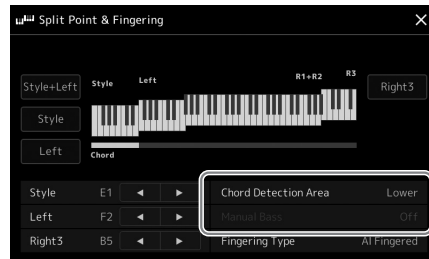 Split Point & Fingering
Style+Left
Style
Left
R1+R2
R3
Right3
Style
Left
Chord
Style E1
Chord Detection Area Lower
Left F2
Manual Bass Off
Right3 B5
Fingering Type AI Fingered